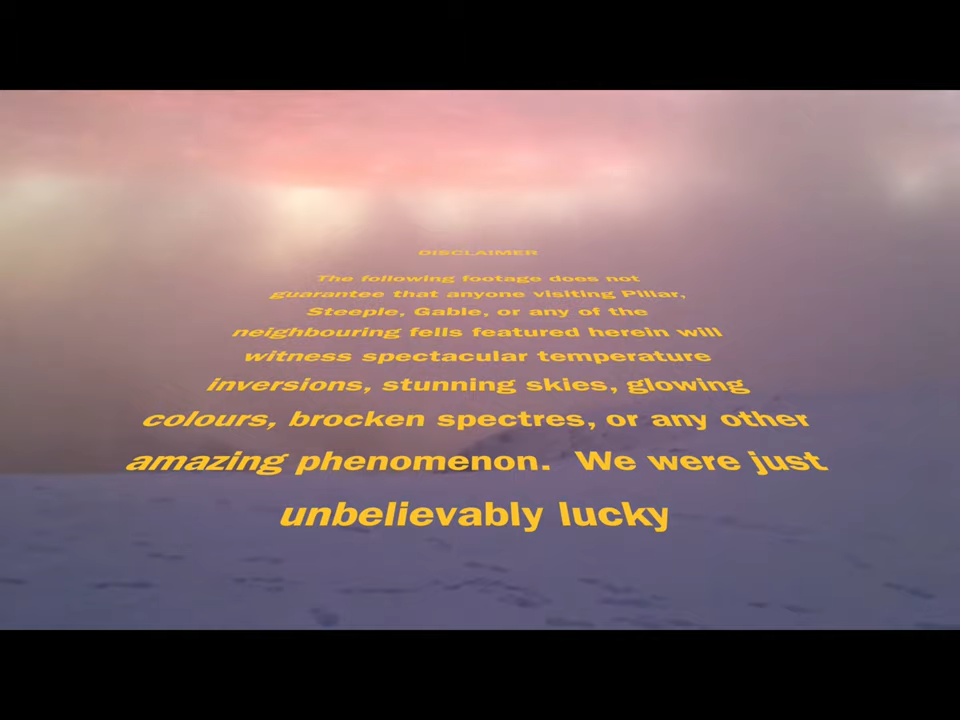 DISCLAIMER
The following footage does not
guarantee that anyone visiting Pillar,
Steeple, Gable, or any of the
neighbouring fells featured herein will
witness spectacular temperature
inversions, stunning skies, glowing
colours, brocken spectres, or any other
amazing phenomenon.  We were just
unbelievably lucky